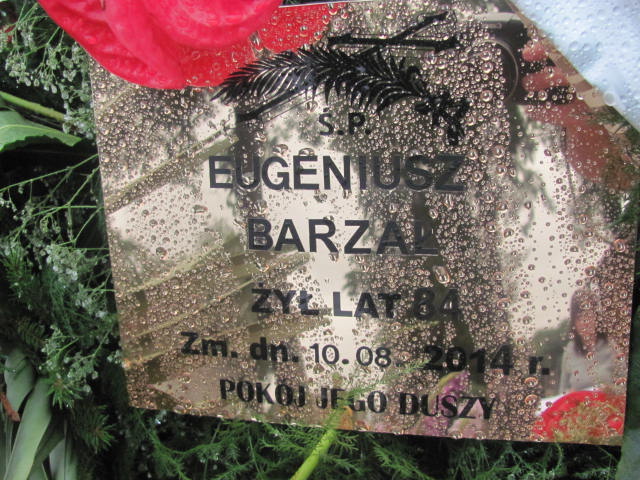 Ś.P.
EUGENIUSZ
BARZAŁ
ŻYŁ LAT 84
Zm. dn. 10.08. 2014 r.
POKÓJ JEGO DUSZY